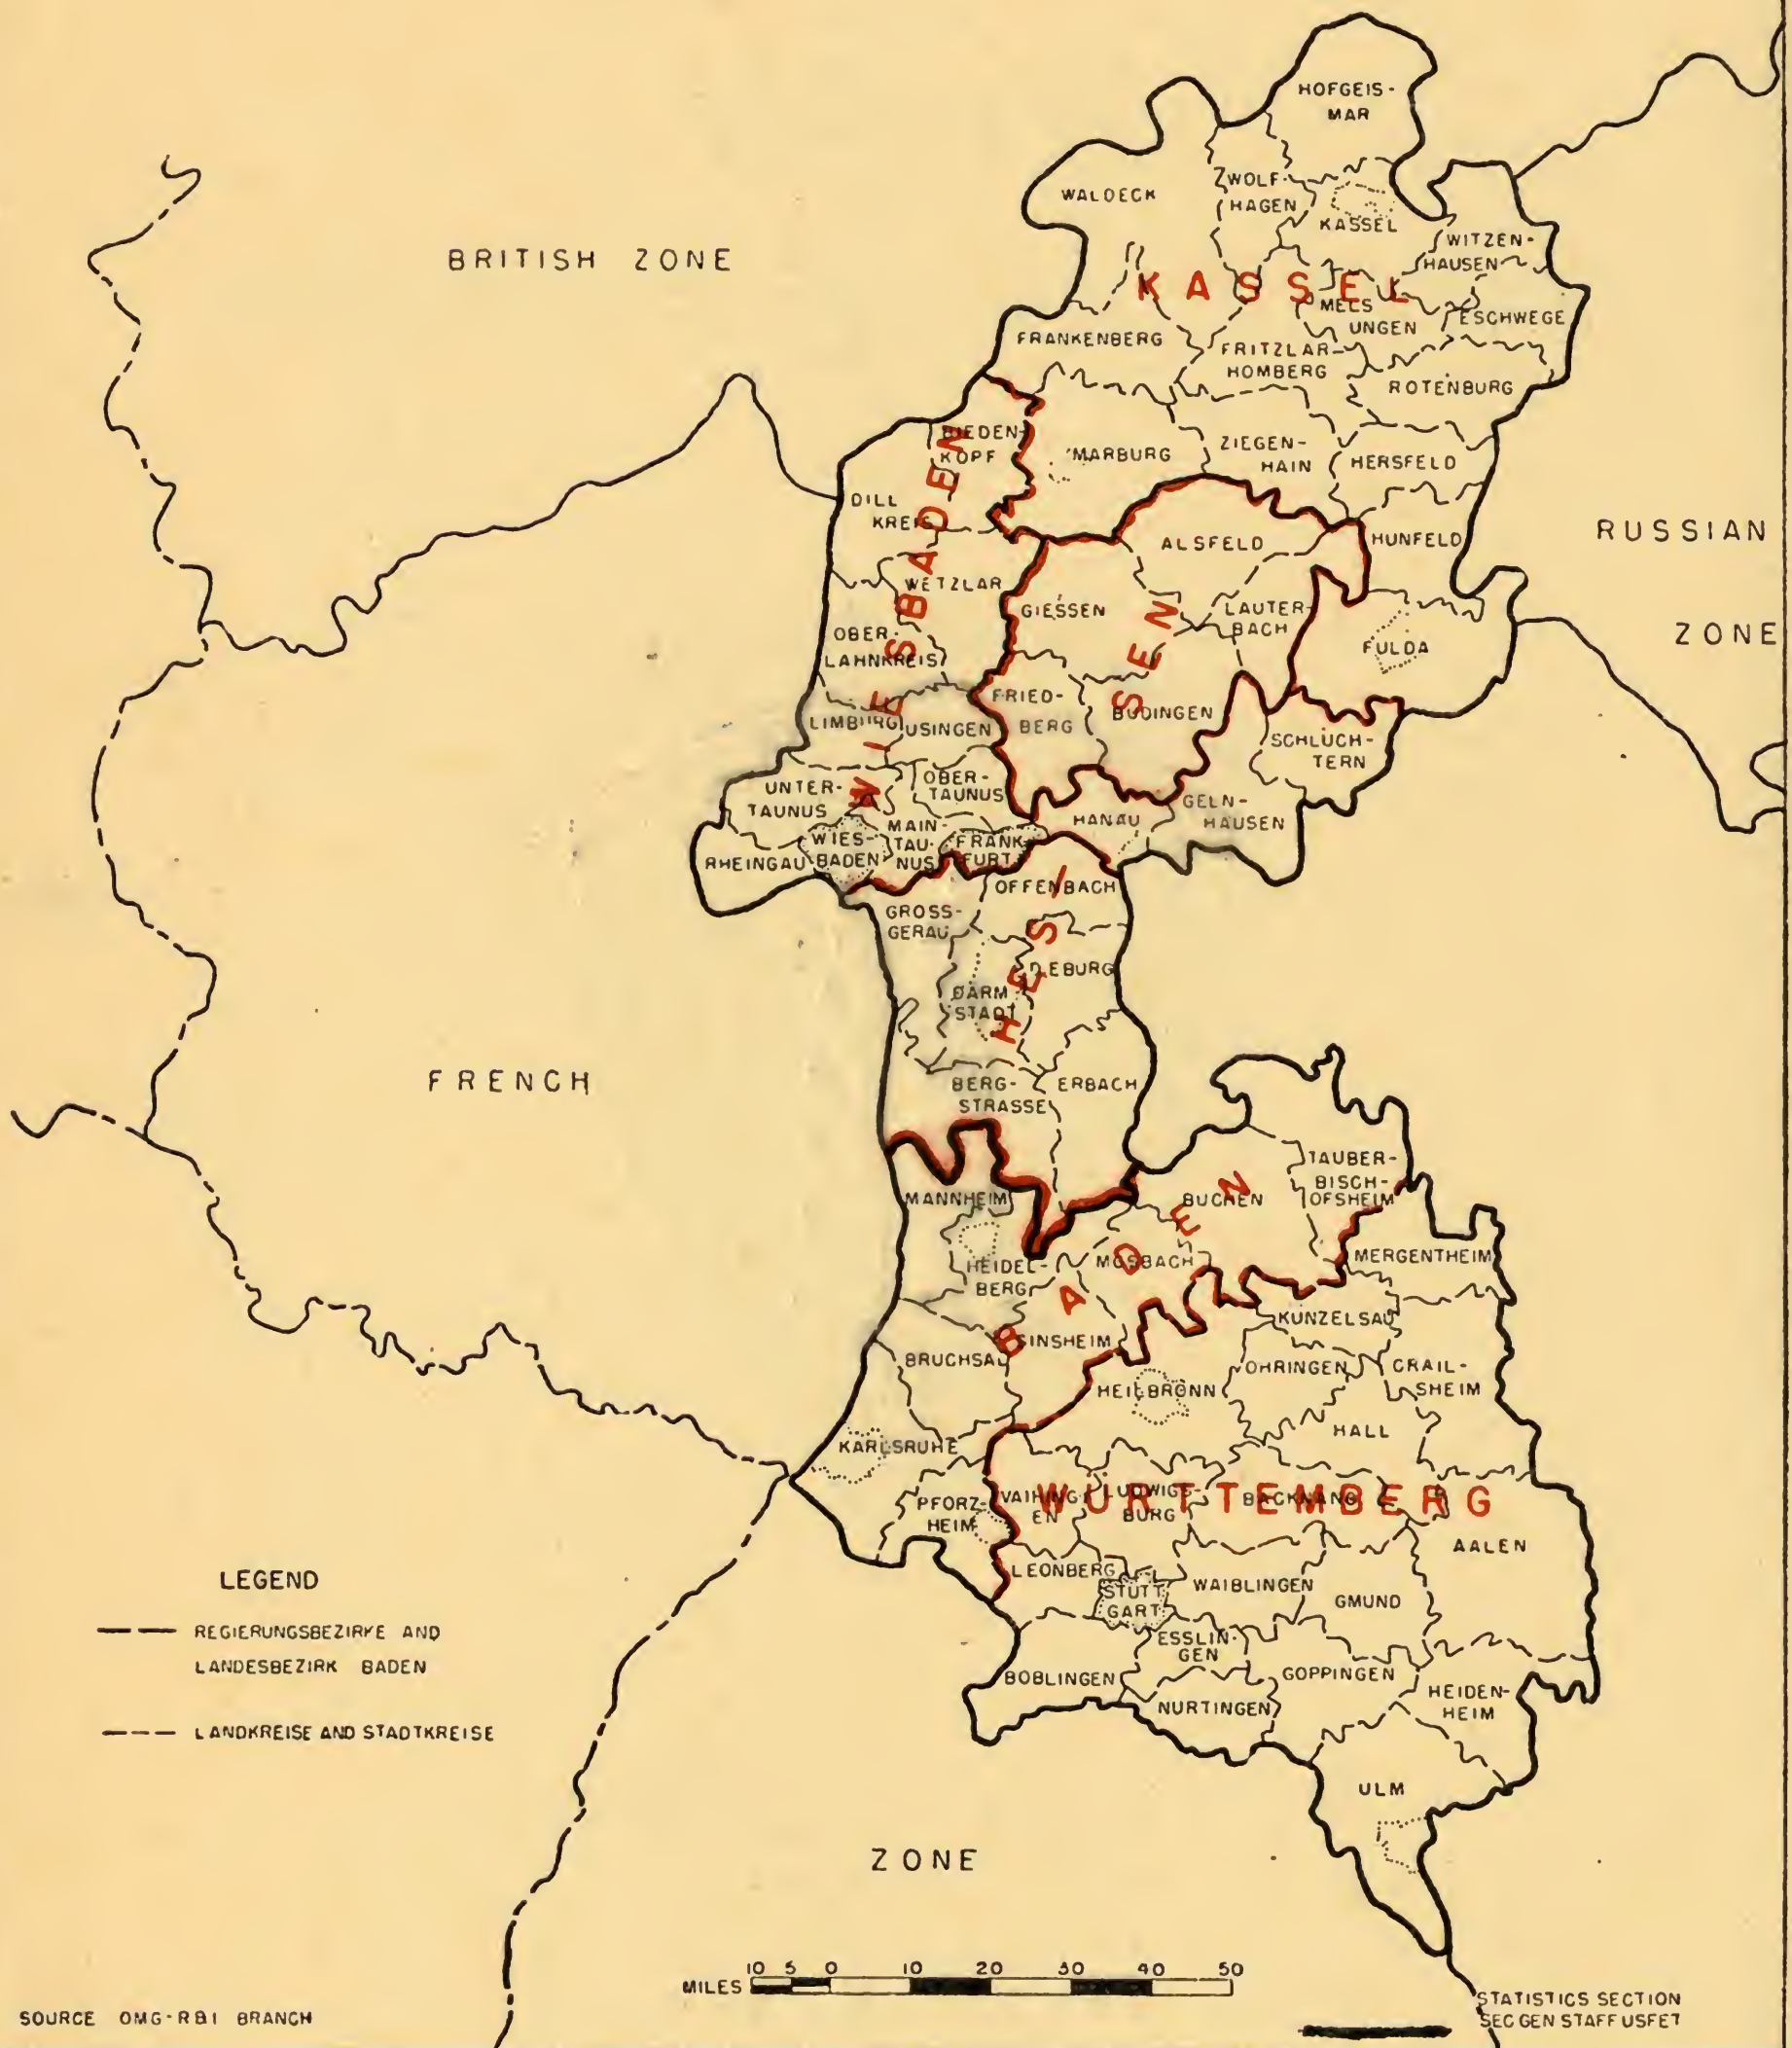 HOFGEIS-
MAR
WALDECK
WOLF-
HAGEN
KASSEL
WITZEN-
HAUSEN
BRITISH ZONE
KASSEL
MELS
UNGEN
ESCHWEGE
FRANKENBERG
FRITZLAR-
HOMBERG
ROTENBURG
BIEDEN-
KOPF
MARBURG
ZIEGEN-
HAIN
HERSFELD
DILL
KREIS
WIESBADEN
ALSFELD
HUNFELD
RUSSIAN
ZONE
WETZLAR
GIESSEN
LAUTER-
BACH
FULDA
OBER-
LAHNKREIS
LIMBURG
USINGEN
FRIED-
BERG
BUDINGEN
SCHLUCH-
TERN
UNTER-
TAUNUS
OBER-
TAUNUS
GELN-
HAUSEN
HANAU
MAIN-
TAU-
NUS
WIES-
BADEN
FRANK
FURT
RHEINGAU
OFFENBACH
HESSEN
GROSS-
GERAU
DIEBURG
DARM
STADT
FRENCH
BERG-
STRASSE
ERBACH
TAUBER-
BISCH-
OFSHEIM
MANNHEIM
BUCHEN
BADEN
MOSBACH
MERGENTHEIM
HEIDEL-
BERG
KUNZELSAU
SINSHEIM
BRUCHSAL
OHRINGEN
CRAIL-
SHEIM
HEILBRONN
HALL
KARLSRUHE
WÜRTTEMBERG
PFORZ-
HEIM
VAIHING-
EN
LUDWIGS-
BURG
BACKNANG
AALEN
LEONBERG
STUTT
GART
WAIBLINGEN
GMUND
ESSLIN-
GEN
BOBLINGEN
GOPPINGEN
NURTINGEN
HEIDEN-
HEIM
ULM
ZONE
LEGEND
REGIERUNGSBEZIRKE AND
LANDESBEZIRK BADEN
LANDKREISE AND STADTKREISE
10 5 0 10 20 30 40 50
MILES
SOURCE OMG-RBI BRANCH
STATISTICS SECTION
SEC GEN STAFF USFET